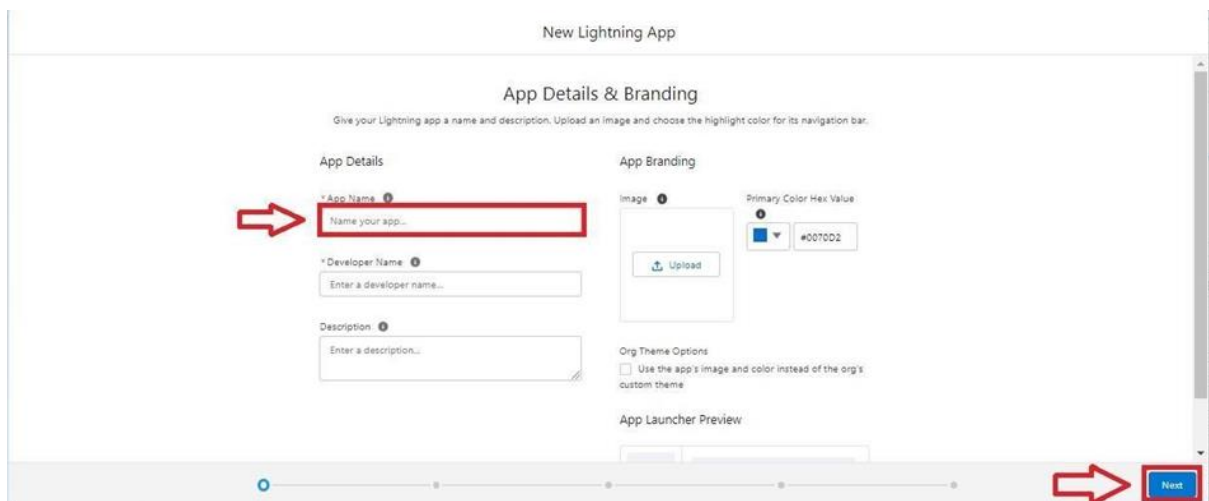 New Lightning App
App Details & Branding
Give your Lightning app a name and description. Upload an image and choose the highlight color for its navigation bar.
App Details
* App Name
Name your app...
* Developer Name
Enter a developer name...
Description
Enter a description...
App Branding
Image
Upload
Primary Color Hex Value
#0070D2
Org Theme Options
Use the app's image and color instead of the org's
custom theme
App Launcher Preview
Next